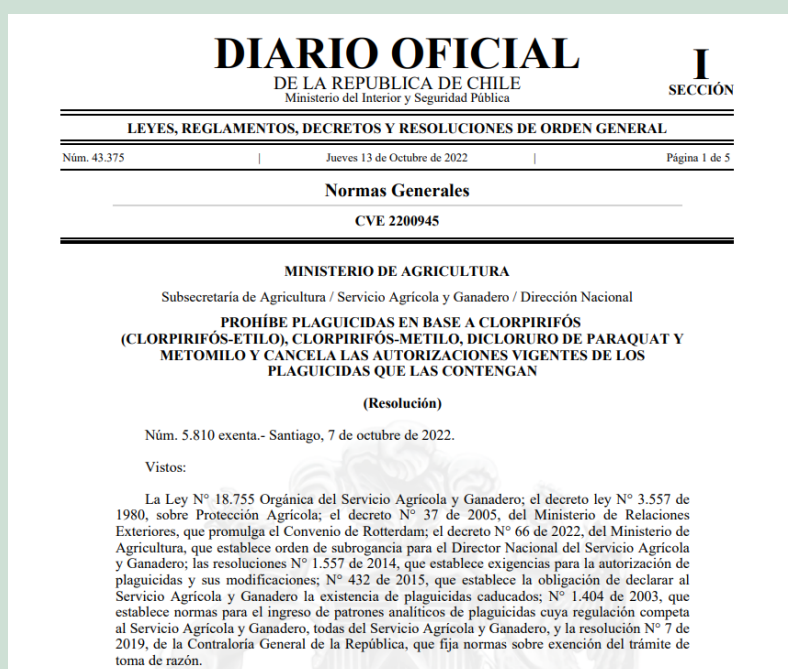 DIARIO OFICIAL
I
DE LA REPUBLICA DE CHILE
Ministerio del Interior y Seguridad Pública
SECCIÓN
LEYES, REGLAMENTOS, DECRETOS Y RESOLUCIONES DE ORDEN GENERAL
Núm. 43.375 | Jueves 13 de Octubre de 2022 | Página 1 de 5
Normas Generales
CVE 2200945
MINISTERIO DE AGRICULTURA
Subsecretaría de Agricultura / Servicio Agrícola y Ganadero / Dirección Nacional
PROHÍBE PLAGUICIDAS EN BASE A CLORPIRIFÓS
(CLORPIRIFÓS-ETILO), CLORPIRIFÓS-METILO, DICLORURO DE PARAQUAT Y
METOMILO Y CANCELA LAS AUTORIZACIONES VIGENTES DE LOS
PLAGUICIDAS QUE LAS CONTENGAN
(Resolución)
Núm. 5.810 exenta.- Santiago, 7 de octubre de 2022.
Vistos:
La Ley N° 18.755 Orgánica del Servicio Agrícola y Ganadero; el decreto ley N° 3.557 de
1980, sobre Protección Agrícola; el decreto N° 37 de 2005, del Ministerio de Relaciones
Exteriores, que promulga el Convenio de Rotterdam; el decreto N° 66 de 2022, del Ministerio de
Agricultura, que establece orden de subrogancia para el Director Nacional del Servicio Agrícola
y Ganadero; las resoluciones N° 1.557 de 2014, que establece exigencias para la autorización de
plaguicidas y sus modificaciones; N° 432 de 2015, que establece la obligación de declarar al
Servicio Agrícola y Ganadero la existencia de plaguicidas caducados; N° 1.404 de 2003, que
establece normas para el ingreso de patrones analíticos de plaguicidas cuya regulación competa
al Servicio Agrícola y Ganadero, todas del Servicio Agrícola y Ganadero, y la resolución N° 7 de
2019, de la Contraloría General de la República, que fija normas sobre exención del trámite de
toma de razón.